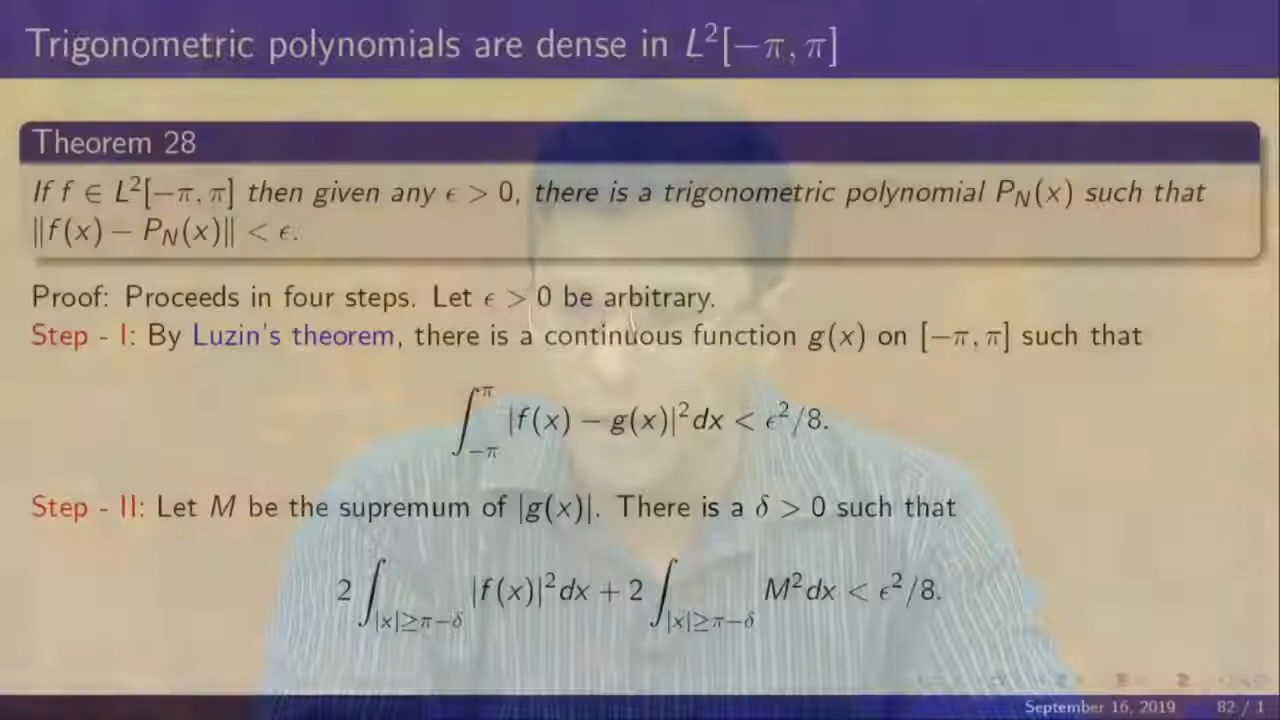 Trigonometric polynomials are dense in L²[−π, π]
Theorem 28
If f ∈ L²[−π, π] then given any ϵ > 0, there is a trigonometric polynomial P_N(x) such that
‖f(x) − P_N(x)‖ < ϵ.
Proof: Proceeds in four steps. Let ϵ > 0 be arbitrary.
Step - I: By Luzin's theorem, there is a continuous function g(x) on [−π, π] such that
∫_{−π}^{π} |f(x) − g(x)|² dx < ϵ²/8.
Step - II: Let M be the supremum of |g(x)|. There is a δ > 0 such that
2 ∫_{|x|≥π−δ} |f(x)|² dx + 2 ∫_{|x|≥π−δ} M² dx < ϵ²/8.
September 16, 2019 82 / 1